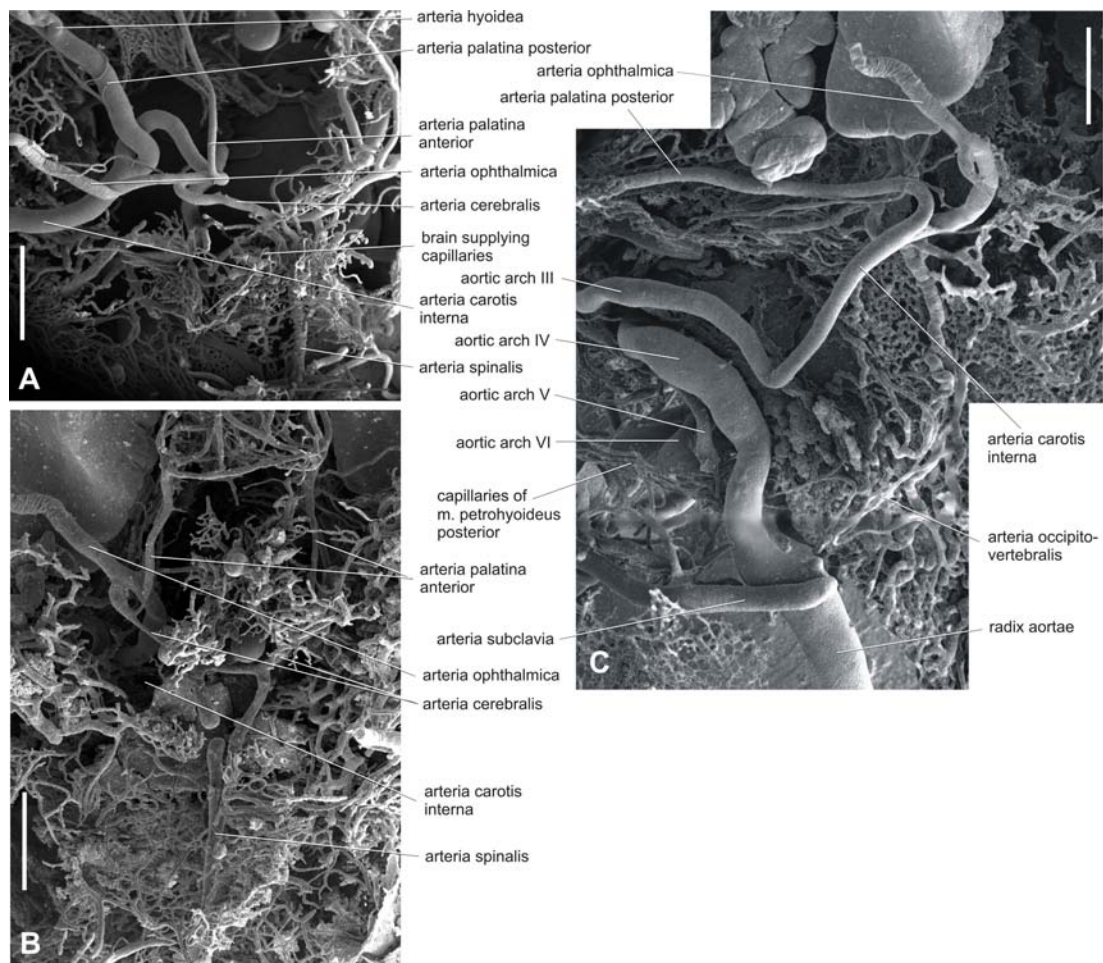 arteria hyoidea
arteria palatina posterior
arteria palatina
anterior
arteria ophthalmica
arteria cerebralis
brain supplying
capillaries
arteria carotis
interna
arteria spinalis
A
arteria palatina
anterior
arteria ophthalmica
arteria cerebralis
arteria carotis
interna
arteria spinalis
B
arteria ophthalmica
arteria palatina posterior
aortic arch III
aortic arch IV
aortic arch V
aortic arch VI
capillaries of
m. petrohyoideus
posterior
arteria subclavia
arteria carotis
interna
arteria occipito-
vertebralis
radix aortae
C